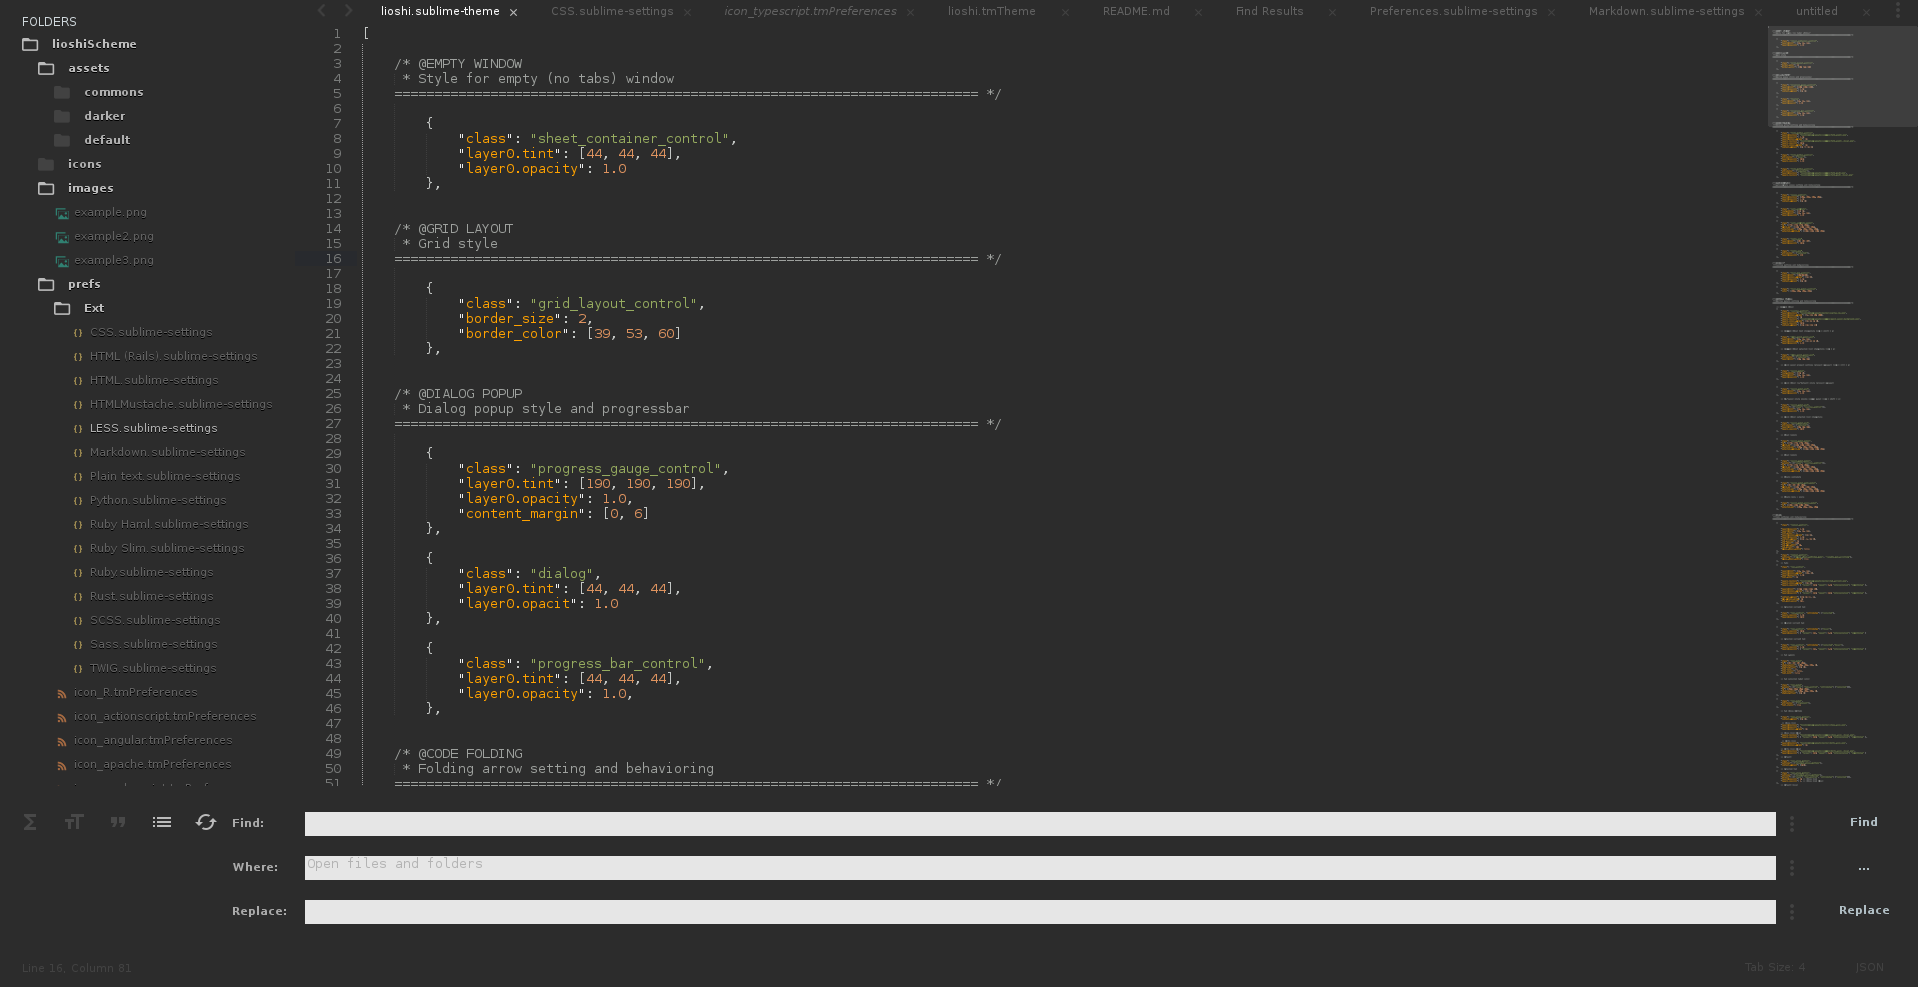 FOLDERS
lioshiScheme
assets
commons
darker
default
icons
images
example.png
example2.png
example3.png
prefs
Ext
CSS.sublime-settings
HTML (Rails).sublime-settings
HTML.sublime-settings
HTMLMustache.sublime-settings
LESS.sublime-settings
Markdown.sublime-settings
Plain text.sublime-settings
Python.sublime-settings
Ruby Haml.sublime-settings
Ruby Slim.sublime-settings
Ruby.sublime-settings
Rust.sublime-settings
SCSS.sublime-settings
Sass.sublime-settings
TWIG.sublime-settings
icon_R.tmPreferences
icon_actionscript.tmPreferences
icon_angular.tmPreferences
icon_apache.tmPreferences
lioshi.sublime-theme × CSS.sublime-settings × icon_typescript.tmPreferences × lioshi.tmTheme × README.md × Find Results × Preferences.sublime-settings × Markdown.sublime-settings × untitled ×
1 [
2
3 /* @EMPTY WINDOW
4 * Style for empty (no tabs) window
5 ========================================================================= */
6
7 {
8 "class": "sheet_container_control",
9 "layer0.tint": [44, 44, 44],
10 "layer0.opacity": 1.0
11 },
12
13
14 /* @GRID LAYOUT
15 * Grid style
16 ========================================================================= */
17
18 {
19 "class": "grid_layout_control",
20 "border_size": 2,
21 "border_color": [39, 53, 60]
22 },
23
24
25 /* @DIALOG POPUP
26 * Dialog popup style and progressbar
27 ========================================================================= */
28
29 {
30 "class": "progress_gauge_control",
31 "layer0.tint": [190, 190, 190],
32 "layer0.opacity": 1.0,
33 "content_margin": [0, 6]
34 },
35
36 {
37 "class": "dialog",
38 "layer0.tint": [44, 44, 44],
39 "layer0.opacit": 1.0
40 },
41
42 {
43 "class": "progress_bar_control",
44 "layer0.tint": [44, 44, 44],
45 "layer0.opacity": 1.0,
46 },
47
48
49 /* @CODE FOLDING
50 * Folding arrow setting and behavioring
51 ========================================================================= */
Find: Find
Where: Open files and folders ...
Replace: Replace
Line 16, Column 81 Tab Size: 4 JSON